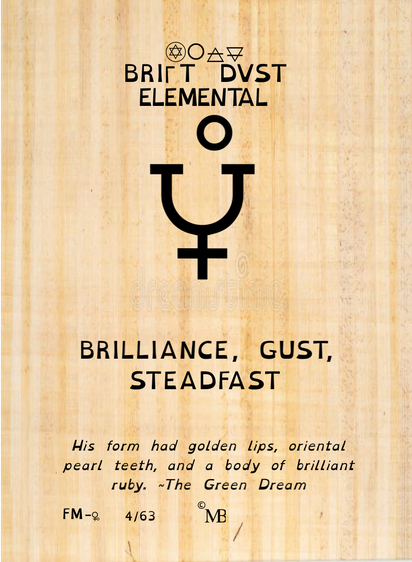 BRIFT DVST
ELEMENTAL
BRILLIANCE, GUST,
STEADFAST
His form had golden lips, oriental
pearl teeth, and a body of brilliant
ruby. ~The Green Dream
FM-♀ 4/63 © MB